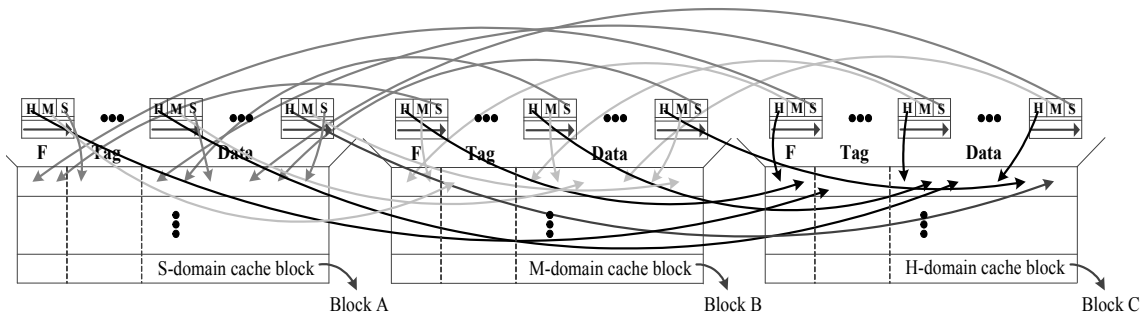 H M S H M S H M S H M S H M S H M S H M S H M S H M S
F Tag Data F Tag Data F Tag Data
S-domain cache block M-domain cache block H-domain cache block
Block A Block B Block C